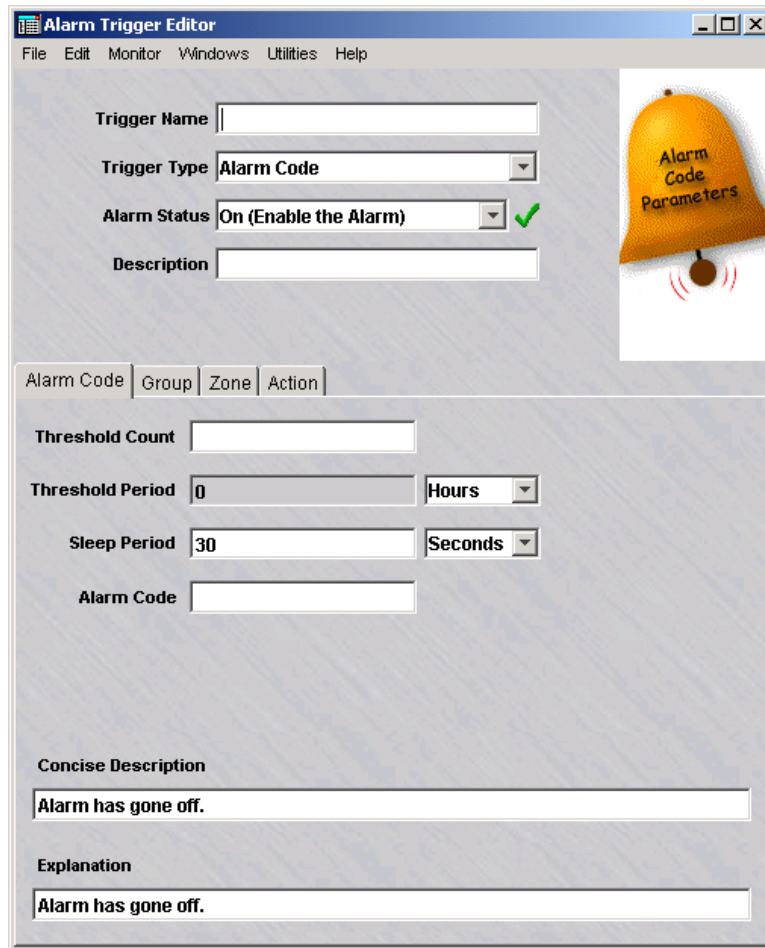 Alarm Trigger Editor
File Edit Monitor Windows Utilities Help
Trigger Name
Trigger Type Alarm Code
Alarm Status On (Enable the Alarm)
Description
Alarm
Code
Parameters
Alarm Code Group Zone Action
Threshold Count
Threshold Period 0 Hours
Sleep Period 30 Seconds
Alarm Code
Concise Description
Alarm has gone off.
Explanation
Alarm has gone off.